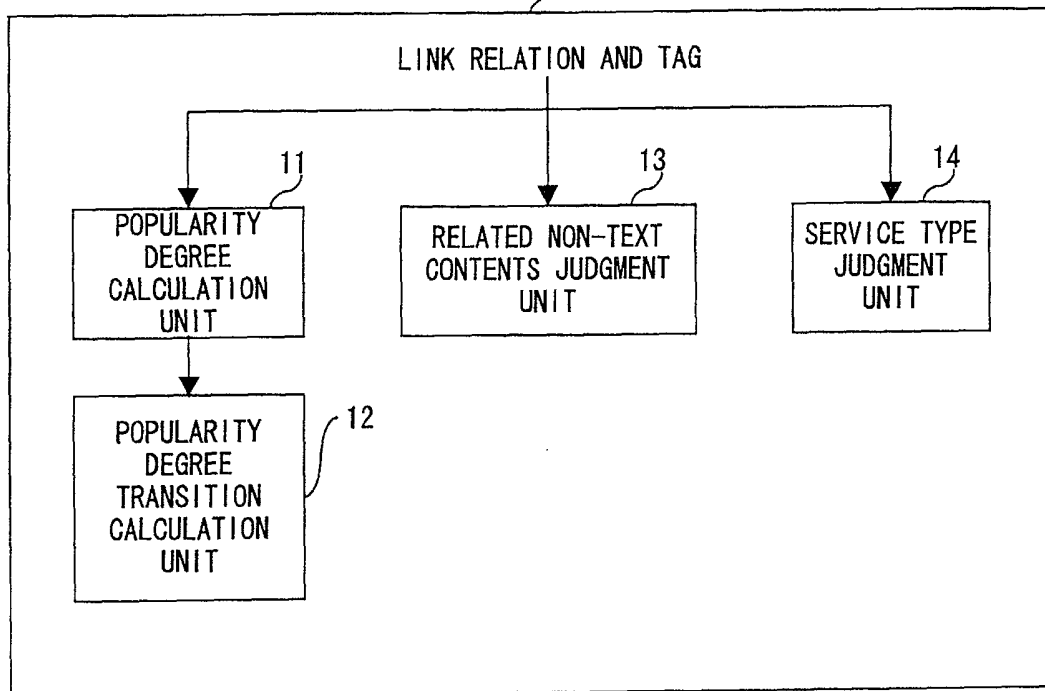 LINK RELATION AND TAG
11
POPULARITY
DEGREE
CALCULATION
UNIT
13
RELATED NON-TEXT
CONTENTS JUDGMENT
UNIT
14
SERVICE TYPE
JUDGMENT
UNIT
POPULARITY
DEGREE
TRANSITION
CALCULATION
UNIT
12